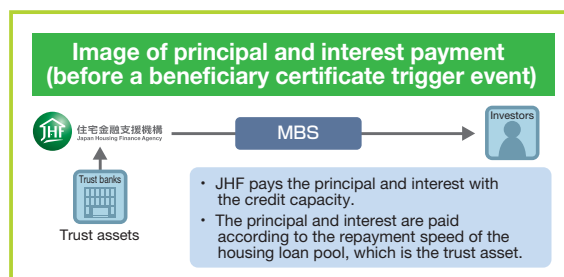 Image of principal and interest payment
(before a beneficiary certificate trigger event)
JHF
住宅金融支援機構
Japan Housing Finance Agency
MBS
Investors
Trust banks
Trust assets
・ JHF pays the principal and interest with
the credit capacity.
・ The principal and interest are paid
according to the repayment speed of the
housing loan pool, which is the trust asset.